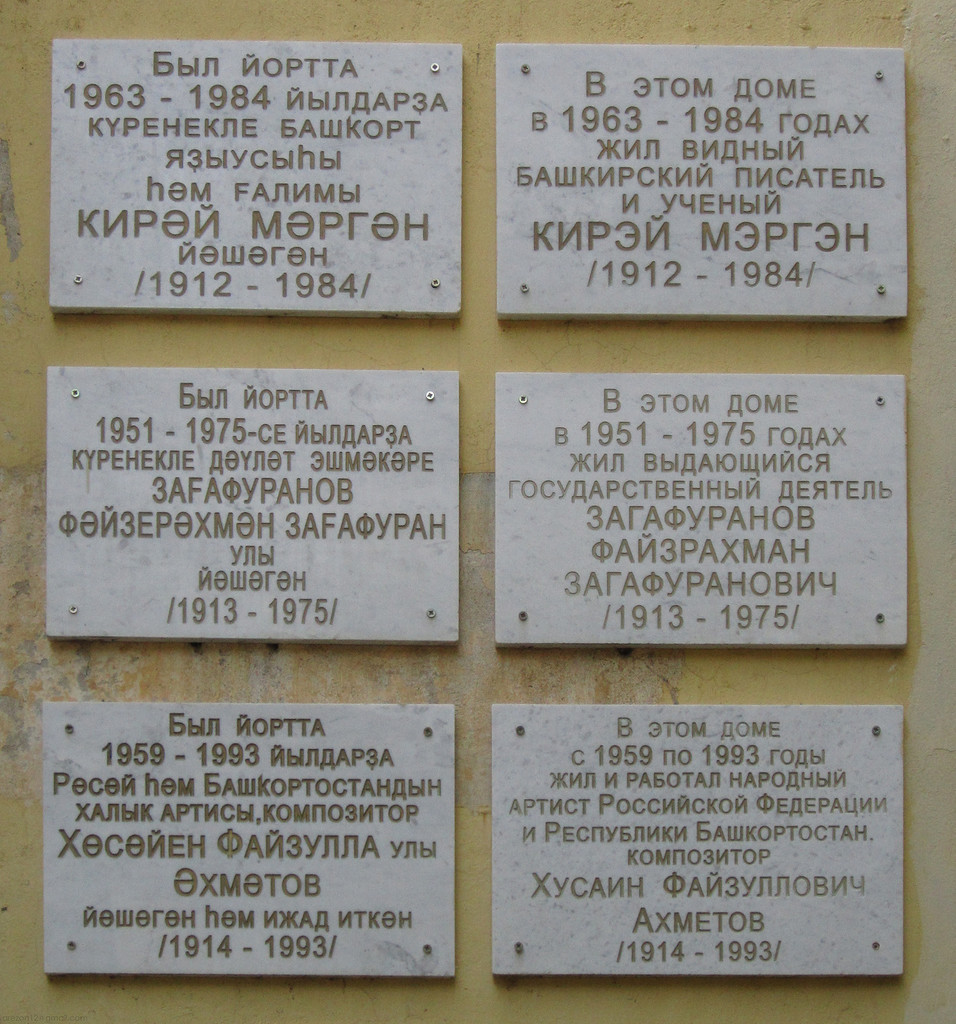 Был йортта
1963 - 1984 йылдарҙа
күренекле башҡорт
яҙыусыһы
һәм ғалимы
Кирәй Мәргән
йәшәгән
/1912 - 1984/
В этом доме
в 1963 - 1984 годах
жил видный
башкирский писатель
и ученый
Кирэй Мэргэн
/1912 - 1984/
Был йортта
1951 - 1975-се йылдарҙа
күренекле дәүләт эшмәкәре
Зағафуранов
Фәйзерәхмән Зағафуран
улы
йәшәгән
/1913 - 1975/
В этом доме
в 1951 - 1975 годах
жил выдающийся
государственный деятель
Загафуранов
Файзрахман
Загафуранович
/1913 - 1975/
Был йортта
1959 - 1993 йылдарҙа
Рәсәй һәм Башҡортостандын
халык артисы,композитор
Хөсәйен Файзулла улы
Әхмәтов
йәшәгән һәм ижад иткән
/1914 - 1993/
В этом доме
с 1959 по 1993 годы
жил и работал народный
артист Российской Федерации
и Республики Башкортостан.
композитор
Хусаин Файзуллович
Ахметов
/1914 - 1993/